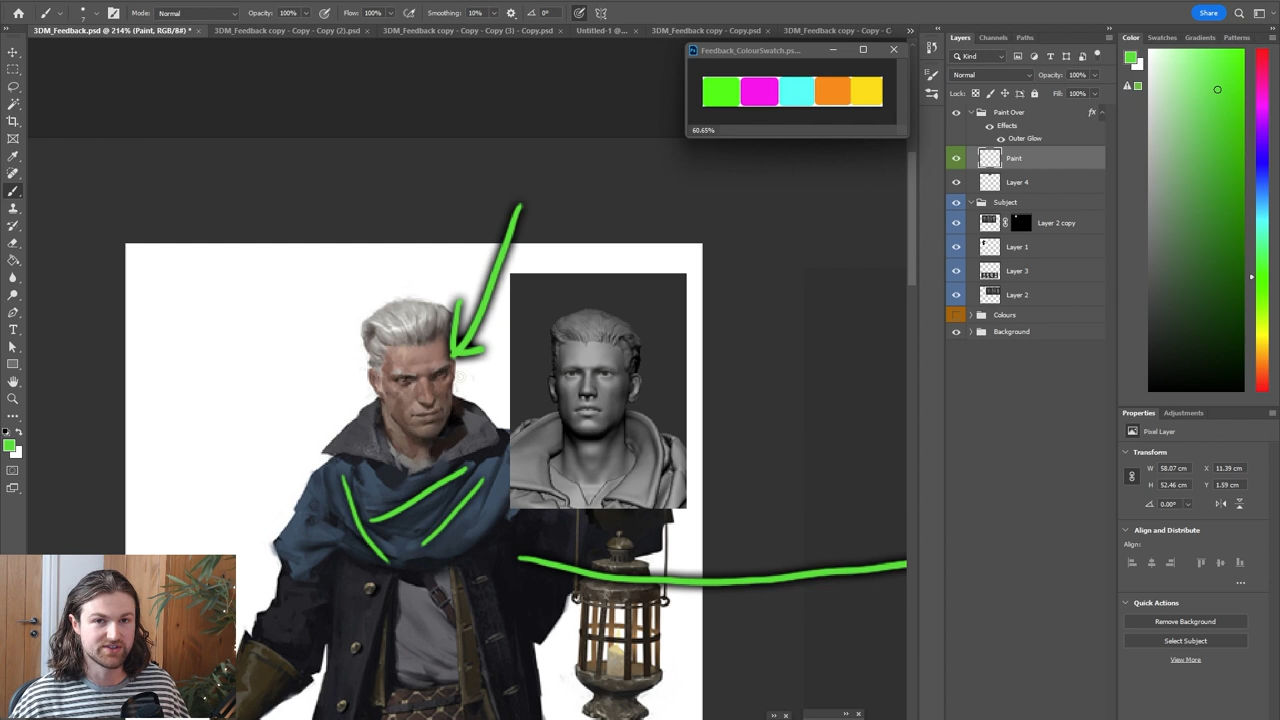 Mode: Normal Opacity: 100% Flow: 100% Smoothing: 10% 0° Share
3DM_Feedback.psd @ 214% (Paint, RGB/8#) * × 3DM_Feedback copy - Copy (2).psd × 3DM_Feedback copy - Copy (3) - Copy.psd × Untitled-1 @... × 3DM_Feedback copy - Copy.psd × 3DM_Feedback copy - Copy - C
Feedback_ColourSwatch.ps...
60.65%
Layers Channels Paths
Kind
Normal Opacity: 100%
Lock: Fill: 100%
Paint Over fx
Effects
Outer Glow
Paint
Layer 4
Subject
Layer 2 copy
Layer 1
Layer 3
Layer 2
Colours
Background
Color Swatches Gradients Patterns
Properties Adjustments
Pixel Layer
Transform
W 58.07 cm X 11.39 cm
H 52.46 cm Y 1.59 cm
0.00°
Align and Distribute
Align:
Quick Actions
Remove Background
Select Subject
View More